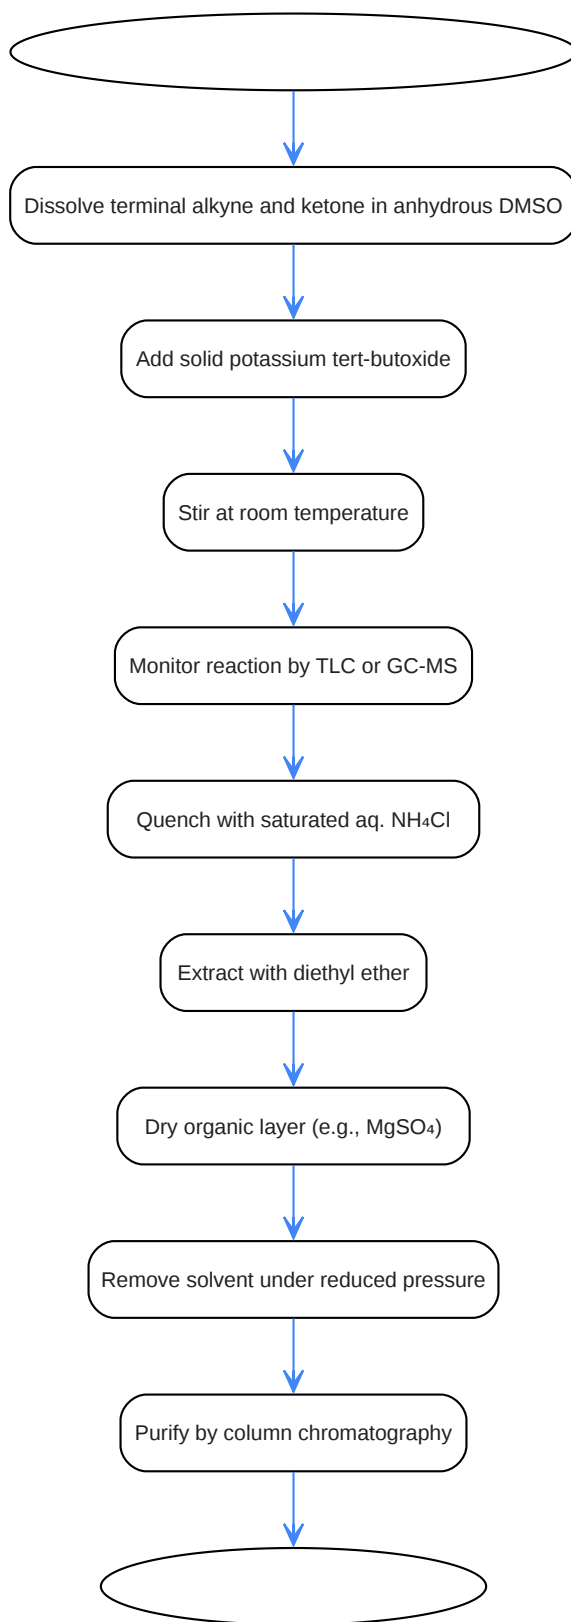 Dissolve terminal alkyne and ketone in anhydrous DMSO
Add solid potassium tert-butoxide
Stir at room temperature
Monitor reaction by TLC or GC-MS
Quench with saturated aq. NH₄Cl
Extract with diethyl ether
Dry organic layer (e.g., MgSO₄)
Remove solvent under reduced pressure
Purify by column chromatography